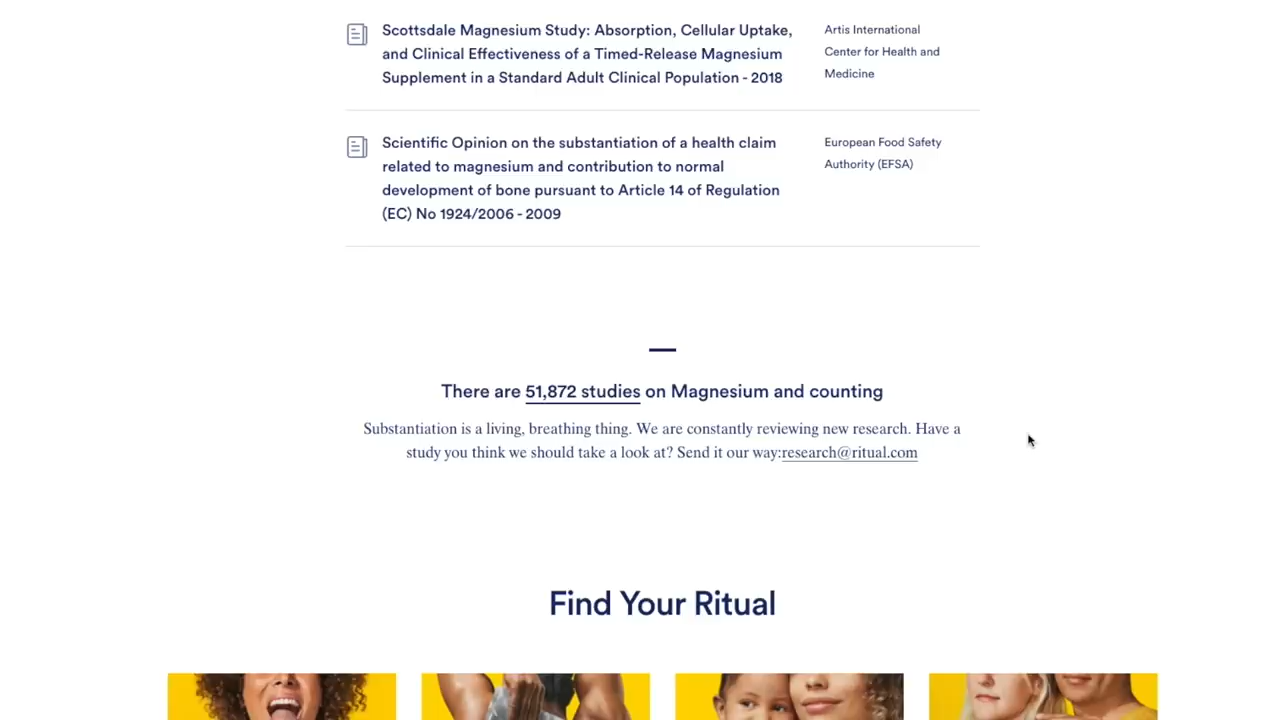 Scottsdale Magnesium Study: Absorption, Cellular Uptake,
and Clinical Effectiveness of a Timed-Release Magnesium
Supplement in a Standard Adult Clinical Population - 2018
Artis International
Center for Health and
Medicine
Scientific Opinion on the substantiation of a health claim
related to magnesium and contribution to normal
development of bone pursuant to Article 14 of Regulation
(EC) No 1924/2006 - 2009
European Food Safety
Authority (EFSA)
There are 51,872 studies on Magnesium and counting
Substantiation is a living, breathing thing. We are constantly reviewing new research. Have a
study you think we should take a look at? Send it our way:research@ritual.com
Find Your Ritual